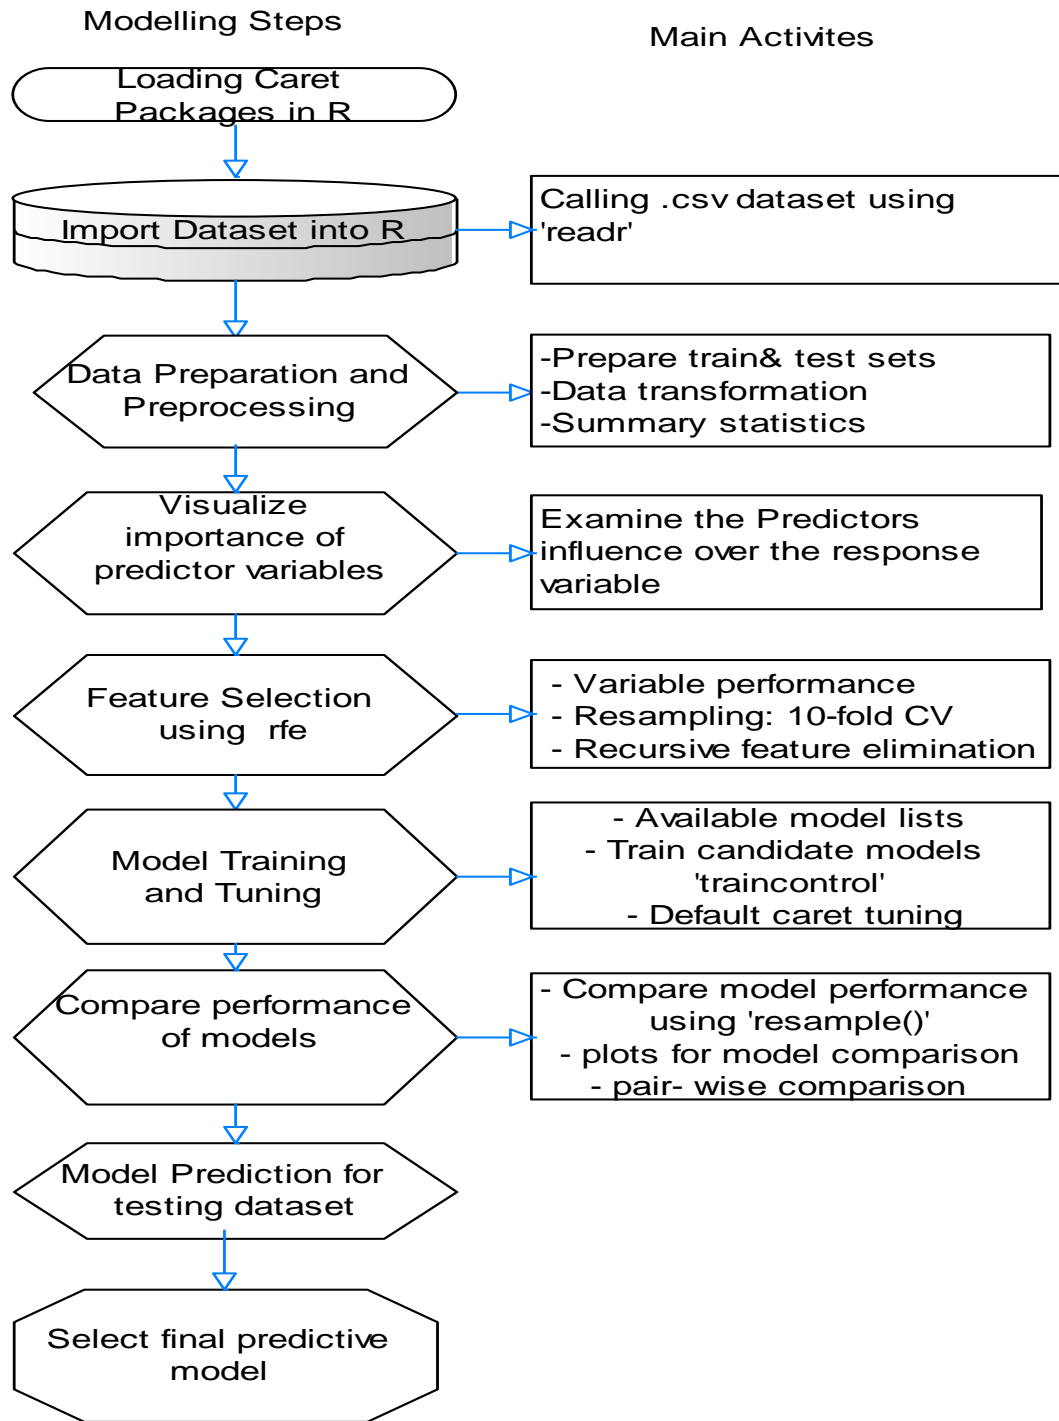 Modelling Steps
Main Activites
Loading Caret
Packages in R
Import Dataset into R
Calling .csv dataset using
'readr'
Data Preparation and
Preprocessing
-Prepare train& test sets
-Data transformation
-Summary statistics
Visualize
importance of
predictor variables
Examine the Predictors
influence over the response
variable
Feature Selection
using rfe
- Variable performance
- Resampling: 10-fold CV
- Recursive feature elimination
Model Training
and Tuning
- Available model lists
- Train candidate models
'traincontrol'
- Default caret tuning
Compare performance
of models
- Compare model performance
using 'resample()'
- plots for model comparison
- pair- wise comparison
Model Prediction for
testing dataset
Select final predictive
model